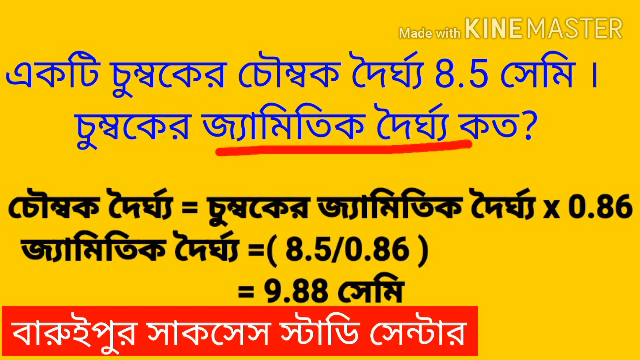 Made with KINEMASTER
একটি চুম্বকের চৌম্বক দৈর্ঘ্য 8.5 সেমি ।
চুম্বকের জ্যামিতিক দৈর্ঘ্য কত?
চৌম্বক দৈর্ঘ্য = চুম্বকের জ্যামিতিক দৈর্ঘ্য x 0.86
জ্যামিতিক দৈর্ঘ্য =( 8.5/0.86 )
= 9.88 সেমি
বারুইপুর সাকসেস স্টাডি সেন্টার